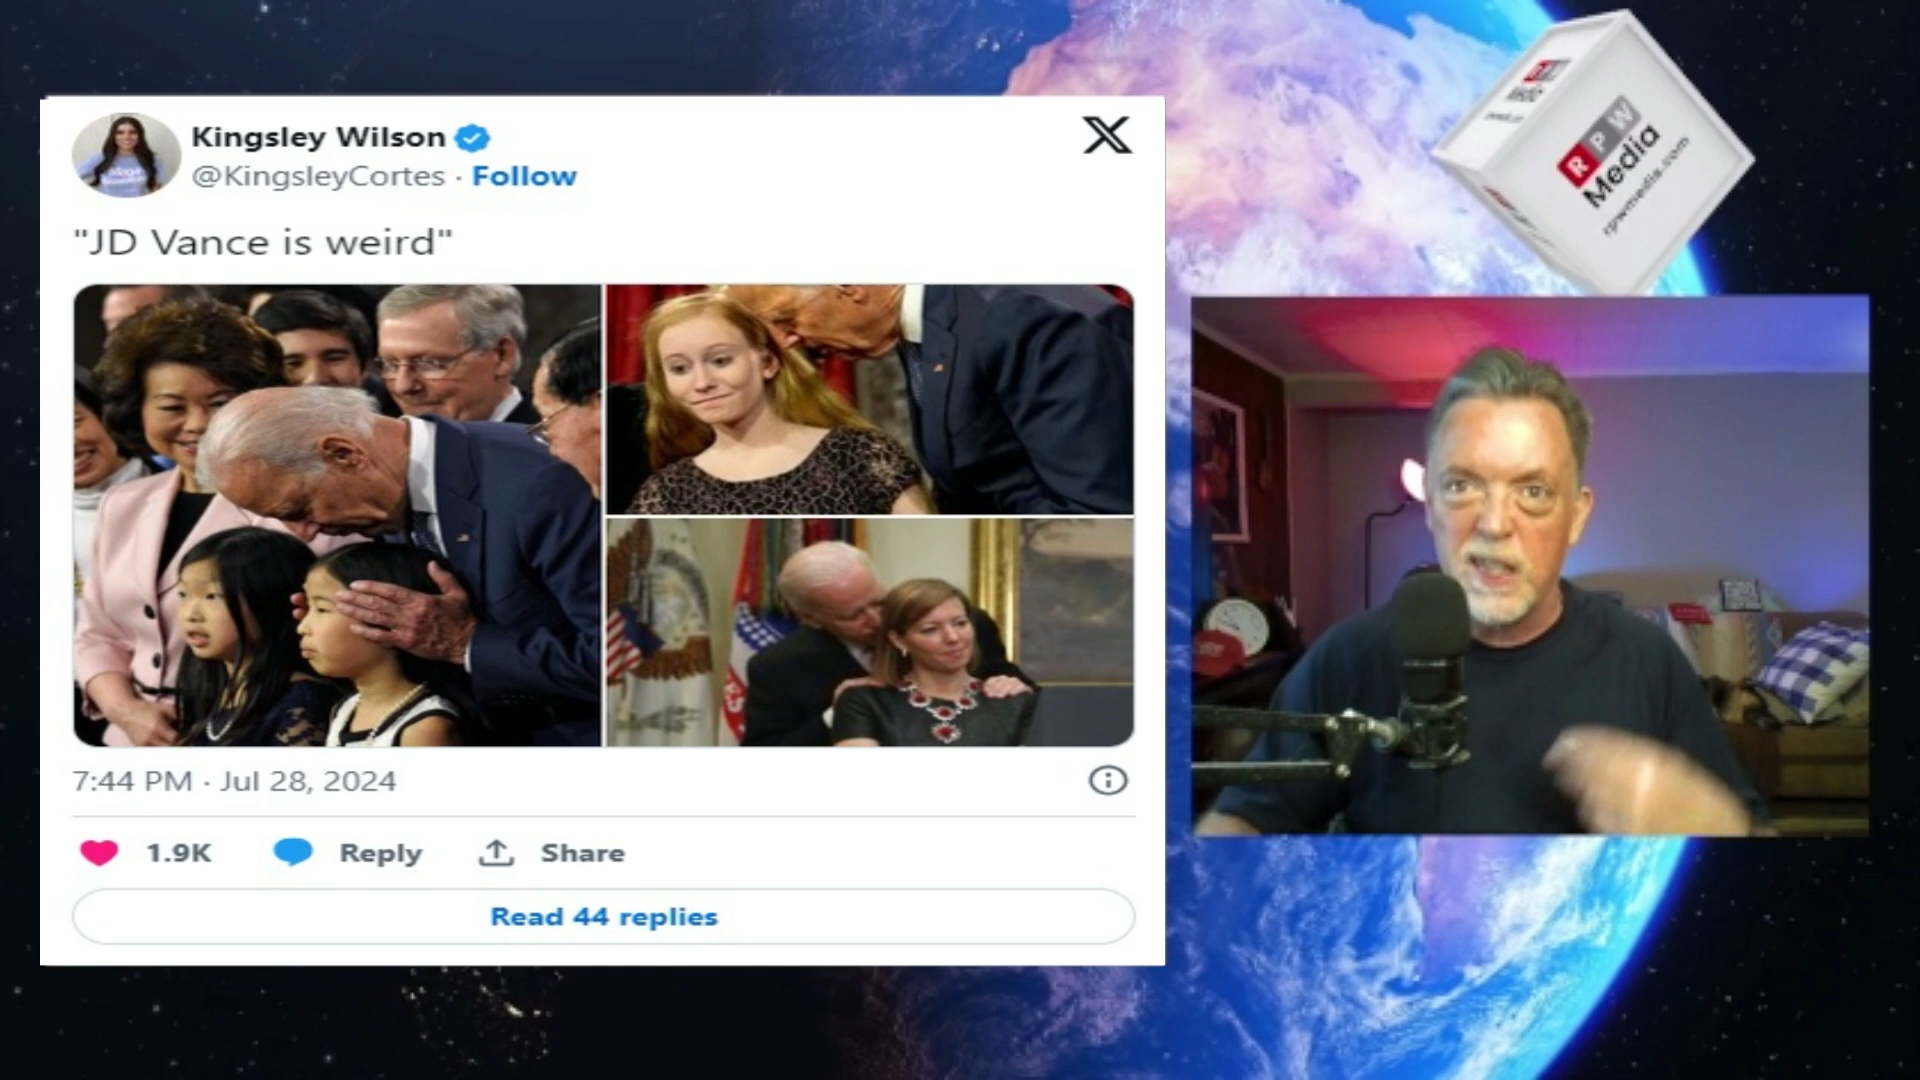 Kingsley Wilson
@KingsleyCortes · Follow
"JD Vance is weird"
7:44 PM · Jul 28, 2024
1.9K Reply Share
Read 44 replies
RPW
Media
rpwmedia.com